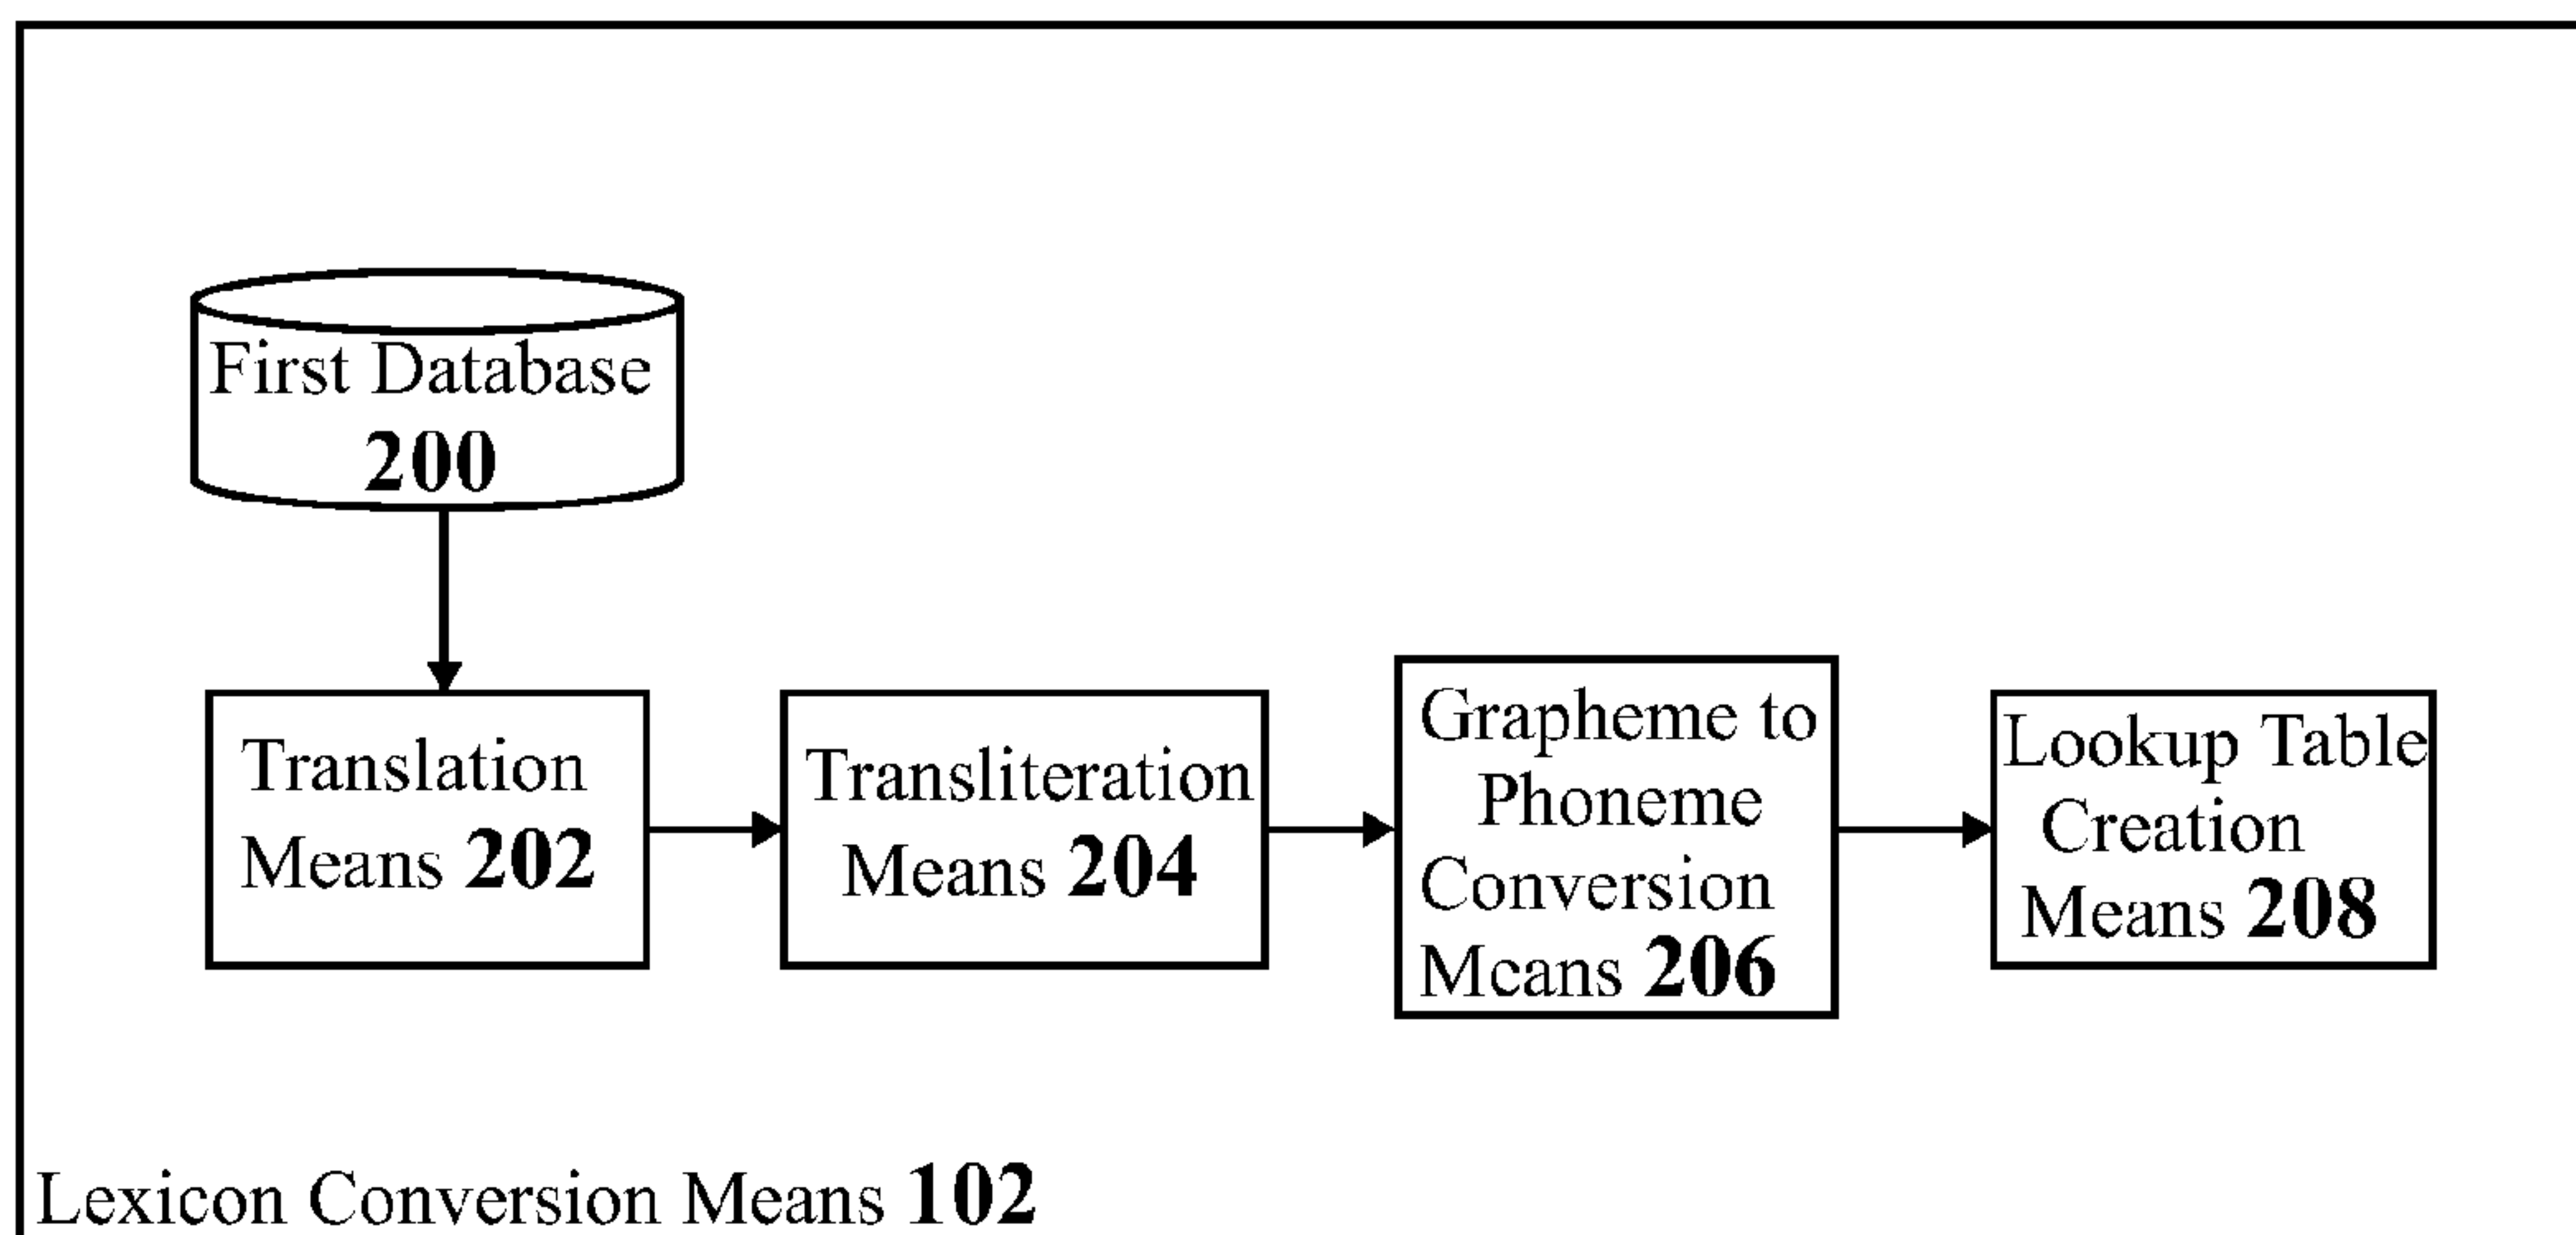 First Database
200
Translation
Means 202
Transliteration
Means 204
Grapheme to
Phoneme
Conversion
Means 206
Lookup Table
Creation
Means 208
Lexicon Conversion Means 102